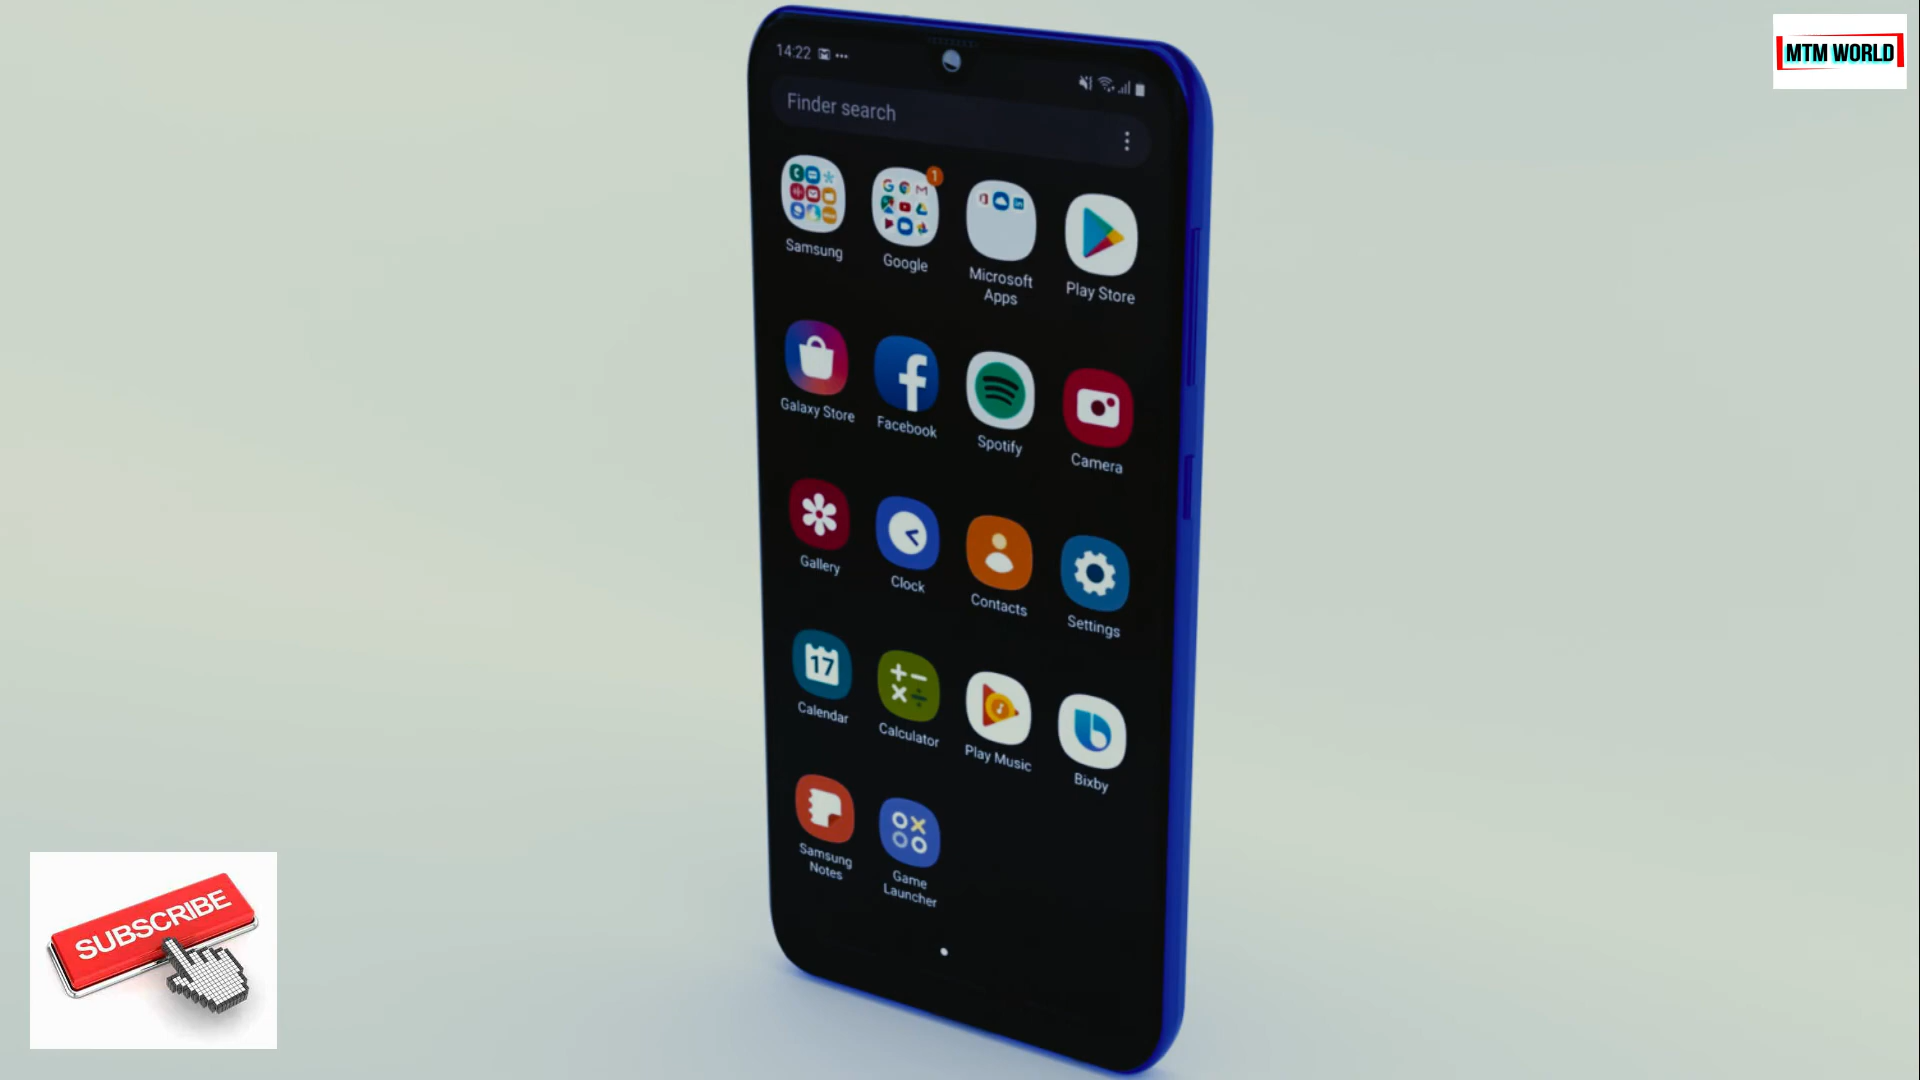 MTM WORLD
14:22
Finder search
1
Samsung
Google
Microsoft
Apps
Play Store
Galaxy Store
Facebook
Spotify
Camera
Gallery
Clock
Contacts
Settings
17
Calendar
Calculator
Play Music
Bixby
Samsung
Notes
Game
Launcher
SUBSCRIBE